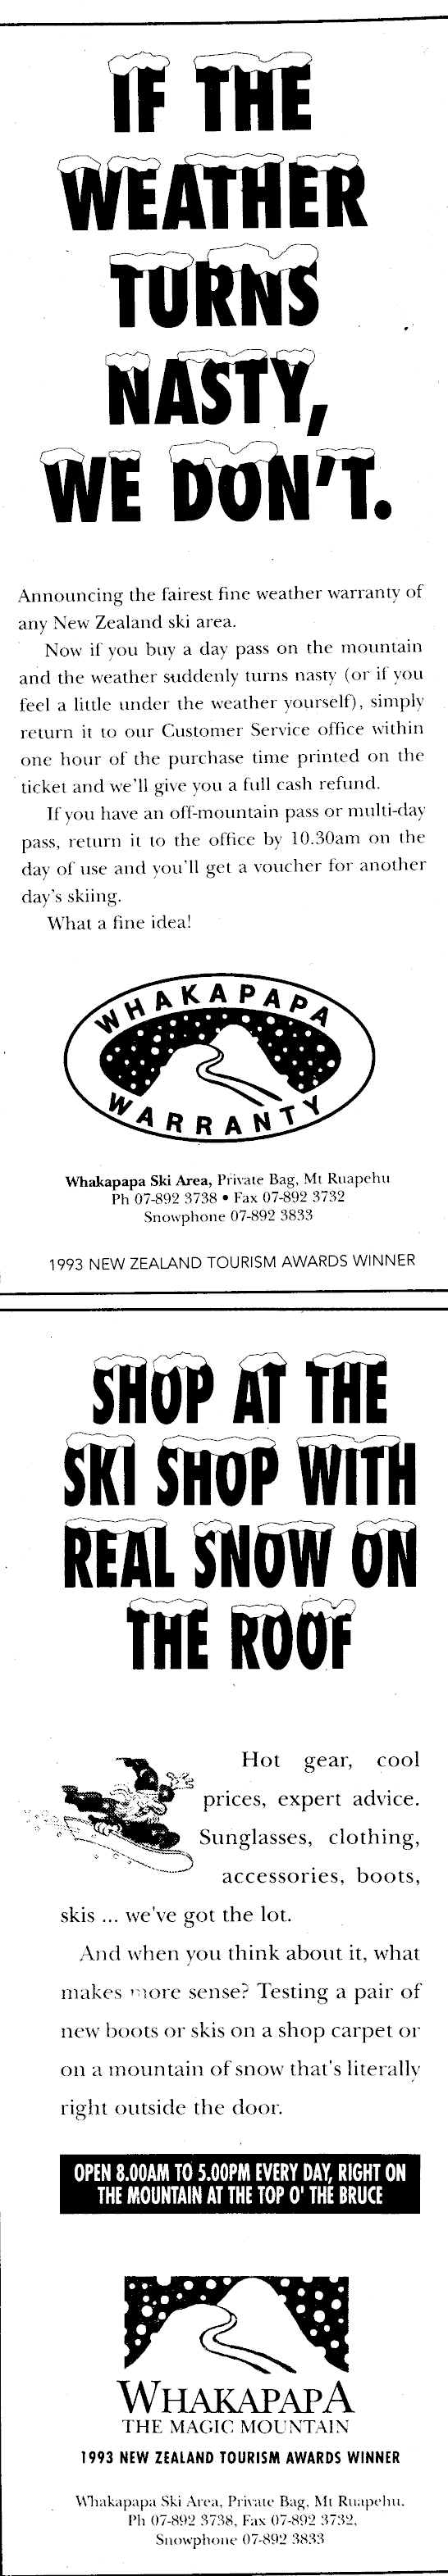 IF THE
WEATHER
TURNS
NASTY,
WE DON'T.
Announcing the fairest fine weather warranty of
any New Zealand ski area.
Now if you buy a day pass on the mountain
and the weather suddenly turns nasty (or if you
feel a little under the weather yourself), simply
return it to our Customer Service office within
one hour of the purchase time printed on the
ticket and we'll give you a full cash refund.
If you have an off-mountain pass or multi-day
pass, return it to the office by 10.30am on the
day of use and you'll get a voucher for another
day's skiing.
What a fine idea!
WHAKAPAPA
WARRANTY
Whakapapa Ski Area, Private Bag, Mt Ruapehu
Ph 07-892 3738 • Fax 07-892 3732
Snowphone 07-892 3833
1993 NEW ZEALAND TOURISM AWARDS WINNER
SHOP AT THE
SKI SHOP WITH
REAL SNOW ON
THE ROOF
Hot gear, cool
prices, expert advice.
Sunglasses, clothing,
accessories, boots,
skis ... we've got the lot.
And when you think about it, what
makes more sense? Testing a pair of
new boots or skis on a shop carpet or
on a mountain of snow that's literally
right outside the door.
OPEN 8.00AM TO 5.00PM EVERY DAY, RIGHT ON
THE MOUNTAIN AT THE TOP O' THE BRUCE
WHAKAPAPA
THE MAGIC MOUNTAIN
1993 NEW ZEALAND TOURISM AWARDS WINNER
Whakapapa Ski Area, Private Bag, Mt Ruapehu.
Ph 07-892 3738, Fax 07-892 3732,
Snowphone 07-892 3833